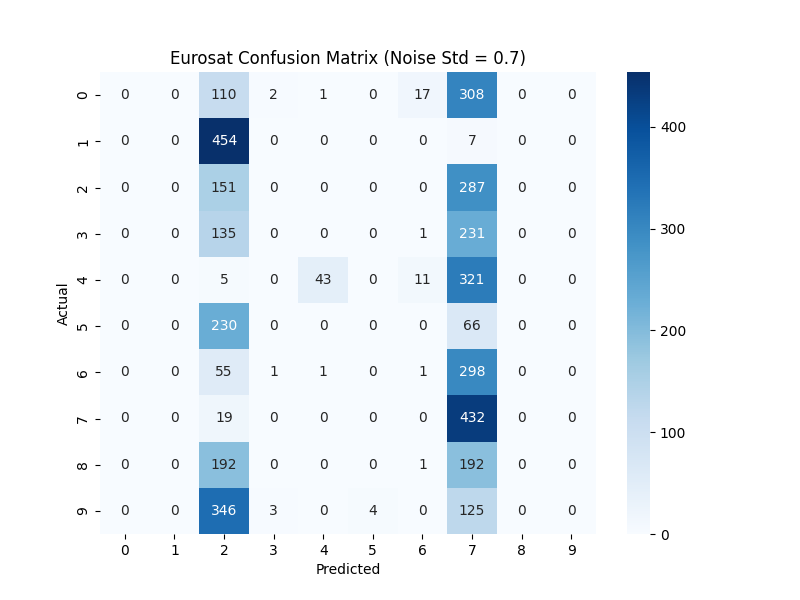 Eurosat Confusion Matrix (Noise Std = 0.7)
0 0 0 110 2 1 0 17 308 0 0
1 0 0 454 0 0 0 0 7 0 0
2 0 0 151 0 0 0 0 287 0 0
3 0 0 135 0 0 0 1 231 0 0
4 0 0 5 0 43 0 11 321 0 0
5 0 0 230 0 0 0 0 66 0 0
6 0 0 55 1 1 0 1 298 0 0
7 0 0 19 0 0 0 0 432 0 0
8 0 0 192 0 0 0 1 192 0 0
9 0 0 346 3 0 4 0 125 0 0
0 1 2 3 4 5 6 7 8 9
Predicted
Actual
400
300
200
100
0